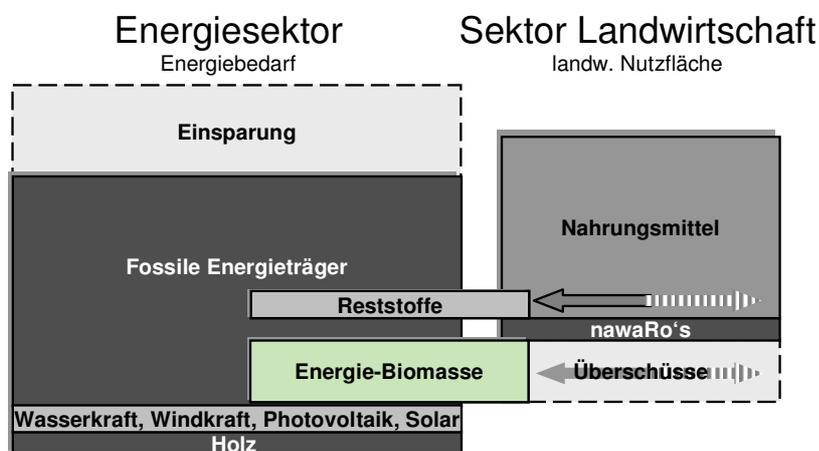 Energiesektor
Energiebedarf
Sektor Landwirtschaft
landw. Nutzfläche
Einsparung
Fossile Energieträger
Nahrungsmittel
Reststoffe
nawaRo‘s
Energie-Biomasse
Überschüsse
Wasserkraft, Windkraft, Photovoltaik, Solar
Holz